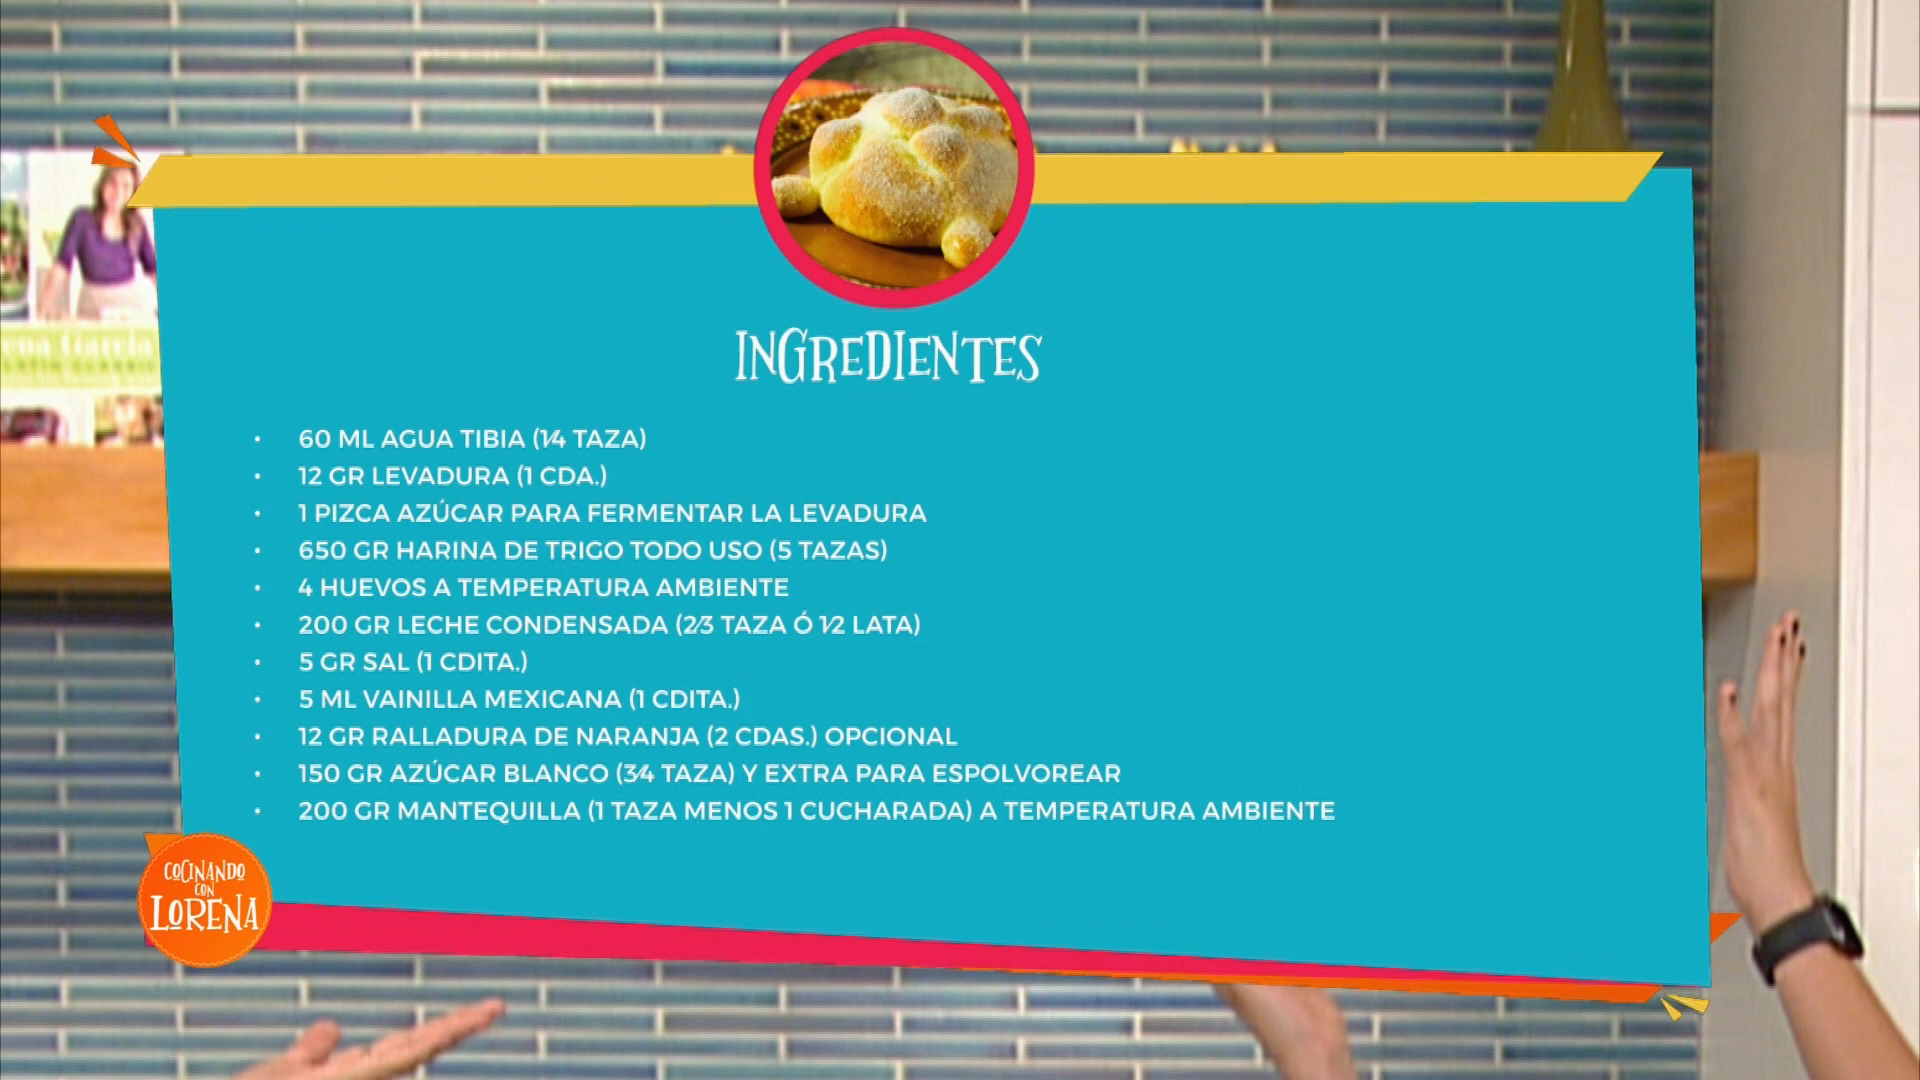 INGREDIENTES
• 60 ML AGUA TIBIA (1⁄4 TAZA)
• 12 GR LEVADURA (1 CDA.)
• 1 PIZCA AZÚCAR PARA FERMENTAR LA LEVADURA
• 650 GR HARINA DE TRIGO TODO USO (5 TAZAS)
• 4 HUEVOS A TEMPERATURA AMBIENTE
• 200 GR LECHE CONDENSADA (2⁄3 TAZA Ó 1⁄2 LATA)
• 5 GR SAL (1 CDITA.)
• 5 ML VAINILLA MEXICANA (1 CDITA.)
• 12 GR RALLADURA DE NARANJA (2 CDAS.) OPCIONAL
• 150 GR AZÚCAR BLANCO (3⁄4 TAZA) Y EXTRA PARA ESPOLVOREAR
• 200 GR MANTEQUILLA (1 TAZA MENOS 1 CUCHARADA) A TEMPERATURA AMBIENTE
COCINANDO
CON
LORENA